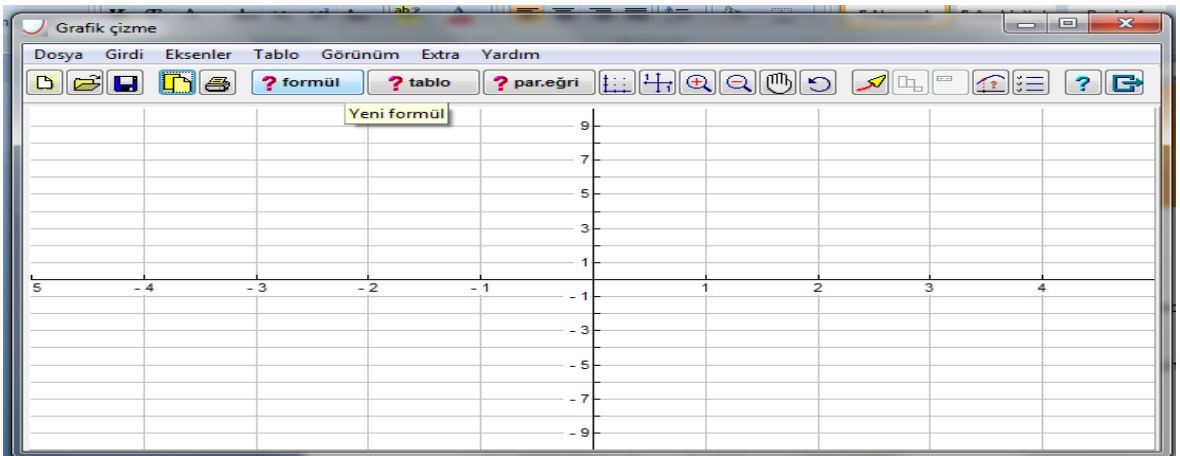 Grafik çizme
Dosya Girdi Eksenler Tablo Görünüm Extra Yardım
? formül ? tablo ? par.eğri ?
Yeni formül
9
7
5
3
1
5 - 4 - 3 - 2 - 1 1 2 3 4
- 1
- 3
- 5
- 7
- 9